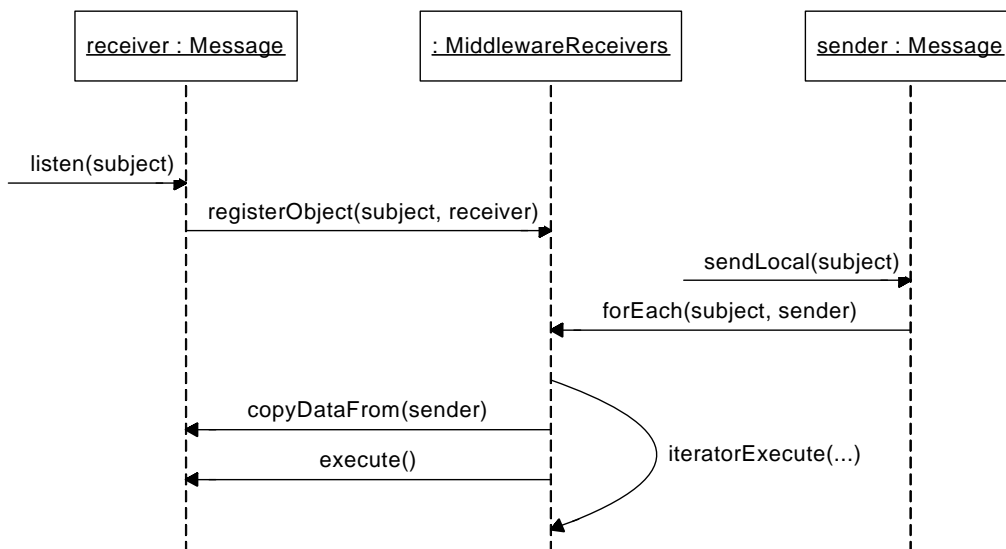 receiver : Message
: MiddlewareReceivers
sender : Message
listen(subject)
registerObject(subject, receiver)
sendLocal(subject)
forEach(subject, sender)
copyDataFrom(sender)
iteratorExecute(...)
execute()